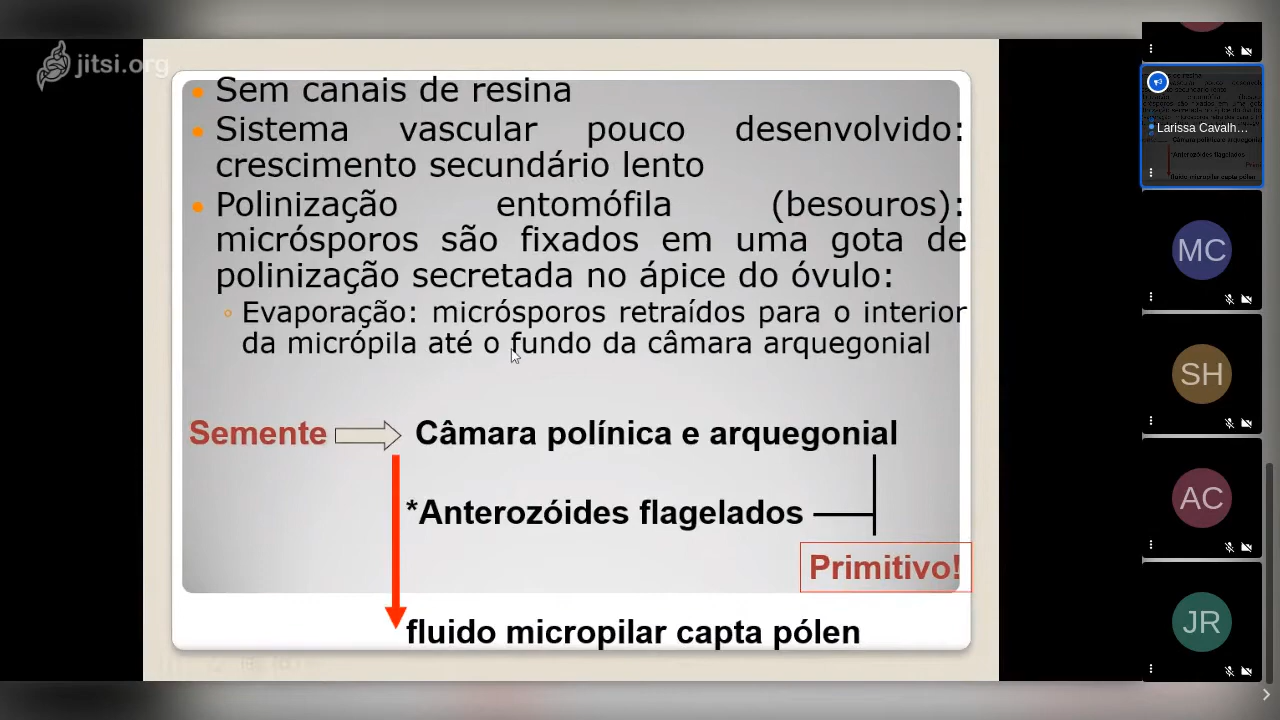 jitsi.org
Sem canais de resina
Sistema vascular pouco desenvolvido:
crescimento secundário lento
Polinização entomófila (besouros):
micrósporos são fixados em uma gota de
polinização secretada no ápice do óvulo:
Evaporação: micrósporos retraídos para o interior
da micrópila até o fundo da câmara arquegonial
Semente
Câmara polínica e arquegonial
*Anterozóides flagelados
Primitivo!
fluido micropilar capta pólen
Larissa Cavalh...
MC
SH
AC
JR